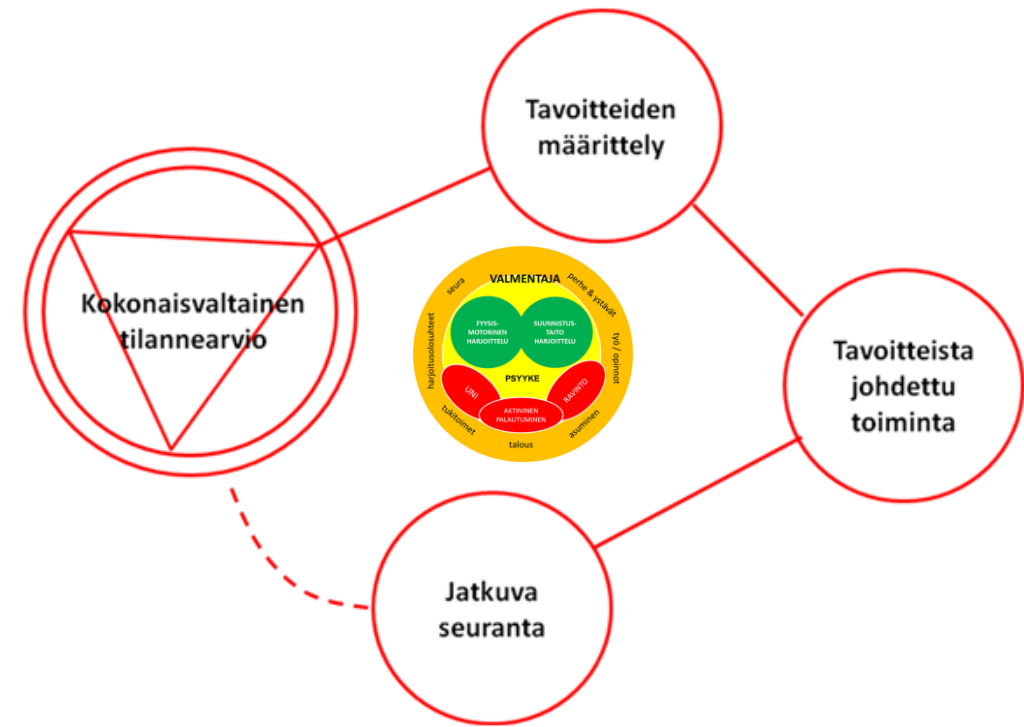 Tavoitteiden
määrittely
Kokonaisvaltainen
tilannearvio
Tavoitteista
johdettu
toiminta
Jatkuva
seuranta
VALMENTAJA
seura
perhe & ystävät
harjoitusolosuhteet
työ / opinnot
FYYSIS-
MOTORINEN
HARJOITTELU
SUUNNISTUS-
TAITO
HARJOITTELU
PSYYKE
UNI
RAVINTO
AKTIIVINEN
PALAUTUMINEN
tukitoimet
asuminen
talous